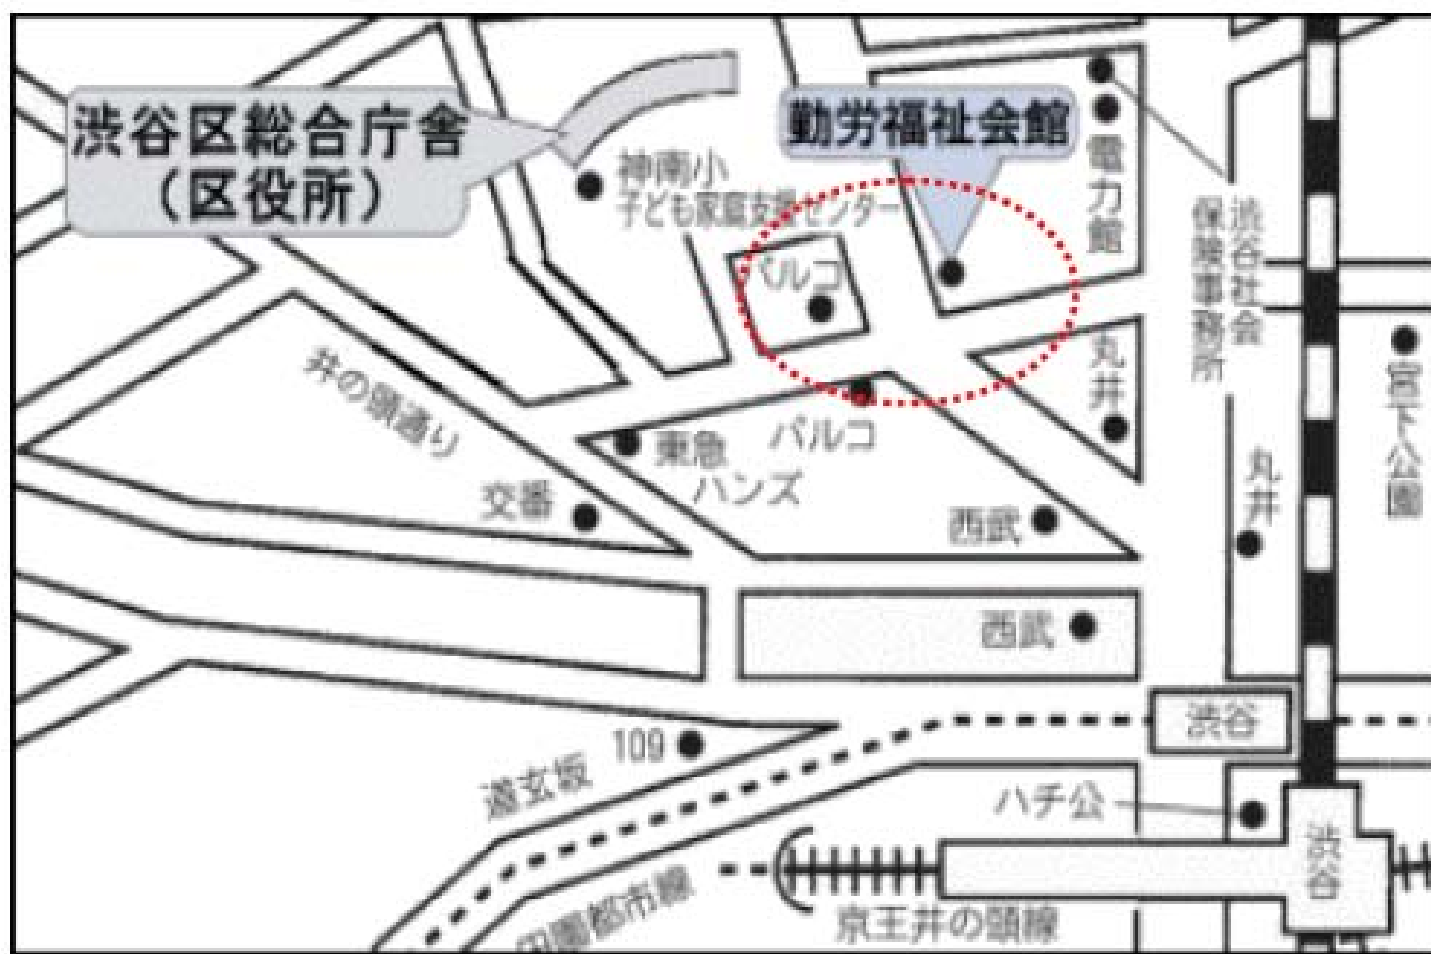 渋谷区総合庁舎
（区役所）
勤労福祉会館
神南小
子ども家庭支援センター
電力館
渋谷社会
保険事務所
パルコ
丸井
宮下公園
井の頭通り
東急
ハンズ
パルコ
交番
西武
丸井
西武
渋谷
109
道玄坂
ハチ公
渋谷
田園都市線
京王井の頭線